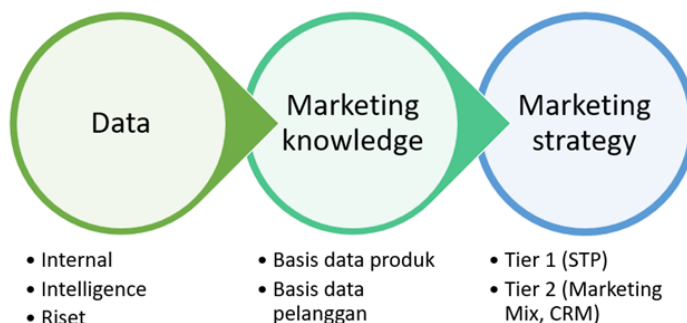 Data
Marketing
knowledge
Marketing
strategy
• Internal
• Intelligence
• Riset
• Basis data produk
• Basis data
pelanggan
• Tier 1 (STP)
• Tier 2 (Marketing
Mix, CRM)